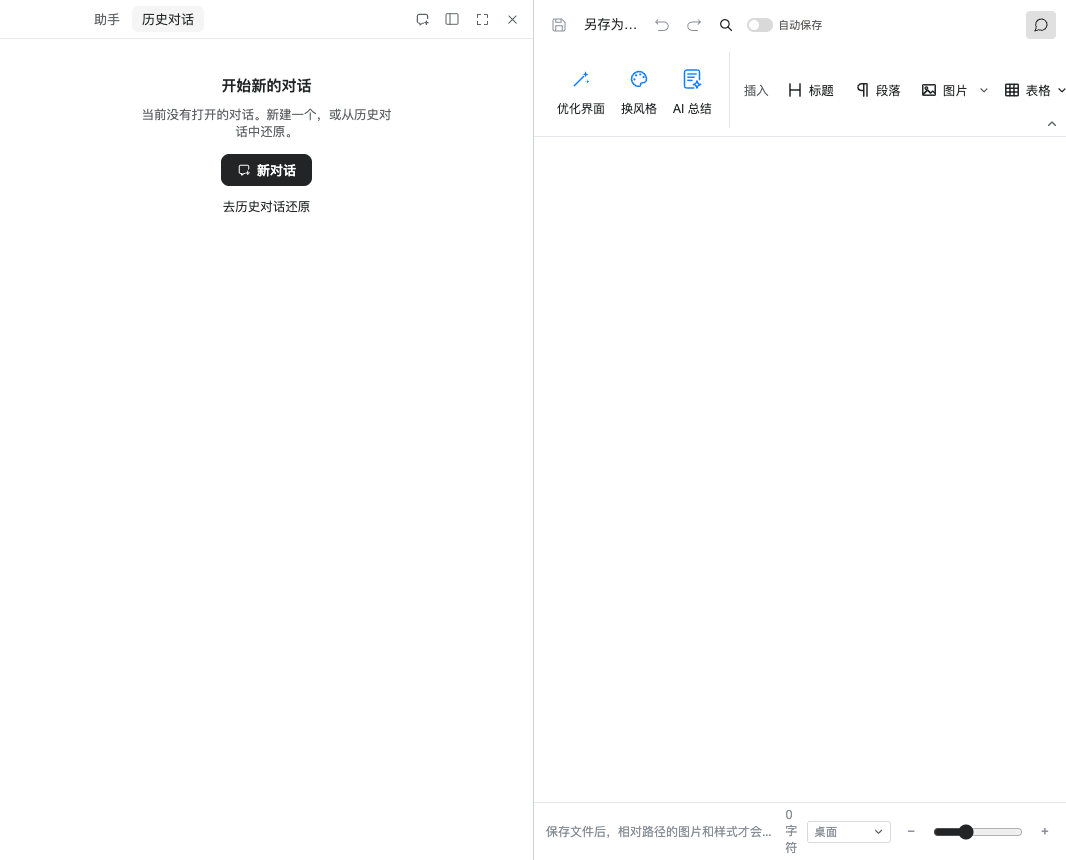 助手 历史对话
开始新的对话
当前没有打开的对话。新建一个，或从历史对
话中还原。
新对话
去历史对话还原
另存为... 自动保存
优化界面 换风格 AI 总结
插入 标题 段落 图片 表格
保存文件后，相对路径的图片和样式才会...
0
字
符
桌面